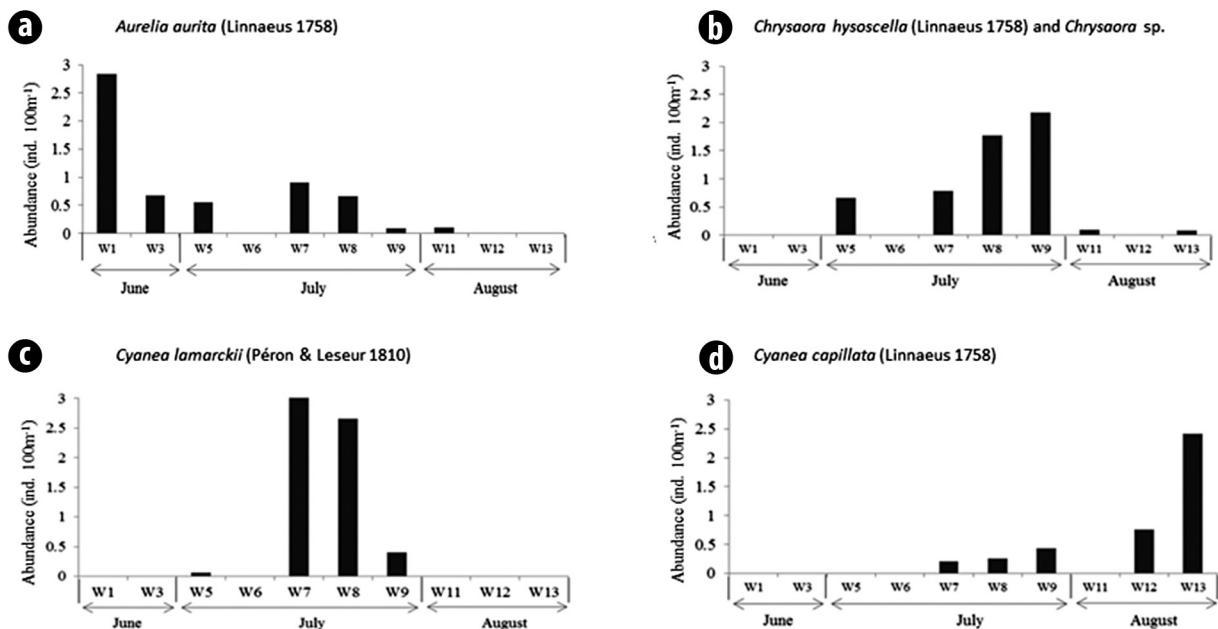 a
Aurelia aurita (Linnaeus 1758)
Abundance (ind. 100m⁻¹)
3
2.5
2
1.5
1
0.5
0
W1 W3 W5 W6 W7 W8 W9 W11 W12 W13
June July August
b
Chrysaora hysoscella (Linnaeus 1758) and Chrysaora sp.
Abundance (ind. 100m⁻¹)
3
2.5
2
1.5
1
0.5
0
W1 W3 W5 W6 W7 W8 W9 W11 W12 W13
June July August
c
Cyanea lamarckii (Péron & Leseur 1810)
Abundance (ind. 100m⁻¹)
3
2.5
2
1.5
1
0.5
0
W1 W3 W5 W6 W7 W8 W9 W11 W12 W13
June July August
d
Cyanea capillata (Linnaeus 1758)
Abundance (ind. 100m⁻¹)
3
2.5
2
1.5
1
0.5
0
W1 W3 W5 W6 W7 W8 W9 W11 W12 W13
June July August